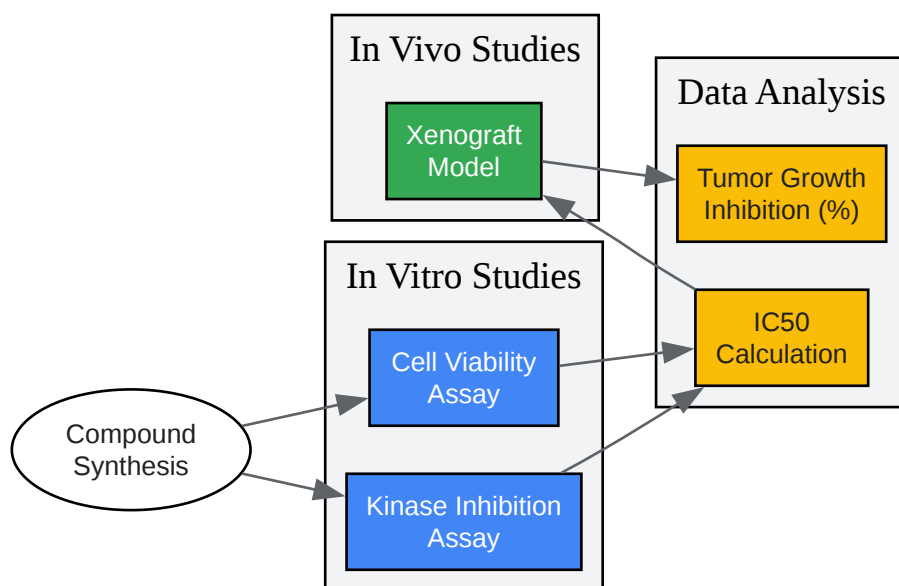 In Vivo Studies
Xenograft
Model
Data Analysis
Tumor Growth
Inhibition (%)
IC50
Calculation
In Vitro Studies
Cell Viability
Assay
Kinase Inhibition
Assay
Compound
Synthesis